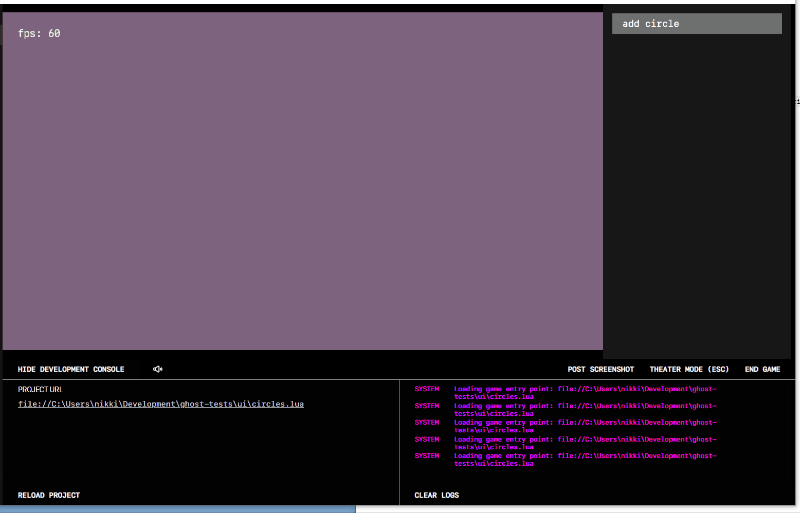 fps: 60
add circle
HIDE DEVELOPMENT CONSOLE
POST SCREENSHOT
THEATER MODE (ESC)
END GAME
PROJECT URL
file://C:\Users\nikki\Development\ghost-tests\ui\circles.lua
SYSTEM Loading game entry point: file://C:\Users\nikki\Development\ghost-
tests\ui\circles.lua
SYSTEM Loading game entry point: file://C:\Users\nikki\Development\ghost-
tests\ui\circles.lua
SYSTEM Loading game entry point: file://C:\Users\nikki\Development\ghost-
tests\ui\circles.lua
SYSTEM Loading game entry point: file://C:\Users\nikki\Development\ghost-
tests\ui\circles.lua
SYSTEM Loading game entry point: file://C:\Users\nikki\Development\ghost-
tests\ui\circles.lua
RELOAD PROJECT
CLEAR LOGS